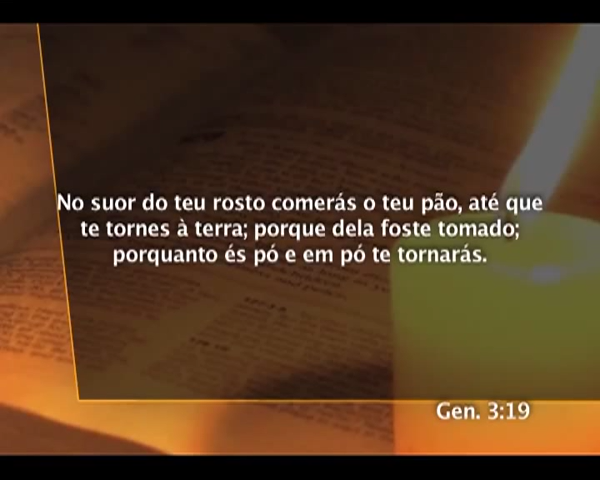 No suor do teu rosto comerás o teu pão, até que
te tornes à terra; porque dela foste tomado;
porquanto és pó e em pó te tornarás.
Gen. 3:19